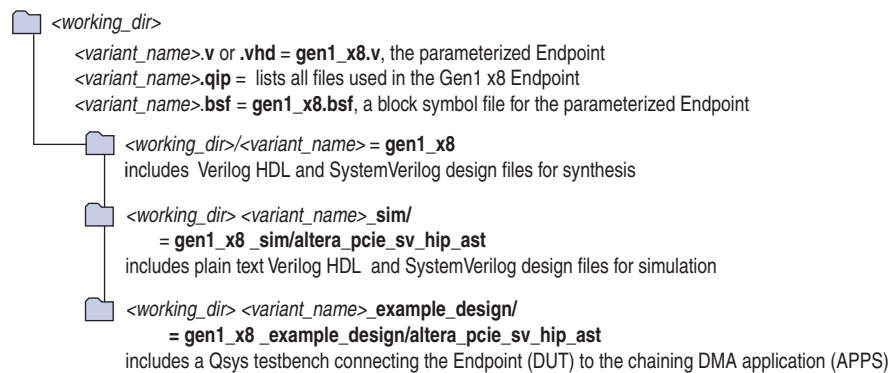 <working_dir>
<variant_name>.v or .vhd = gen1_x8.v, the parameterized Endpoint
<variant_name>.qip = lists all files used in the Gen1 x8 Endpoint
<variant_name>.bsf = gen1_x8.bsf, a block symbol file for the parameterized Endpoint
<working_dir>/<variant_name> = gen1_x8
includes Verilog HDL and SystemVerilog design files for synthesis
<working_dir> <variant_name>_sim/
= gen1_x8 _sim/altera_pcie_sv_hip_ast
includes plain text Verilog HDL and SystemVerilog design files for simulation
<working_dir> <variant_name>_example_design/
= gen1_x8 _example_design/altera_pcie_sv_hip_ast
includes a Qsys testbench connecting the Endpoint (DUT) to the chaining DMA application (APPS)